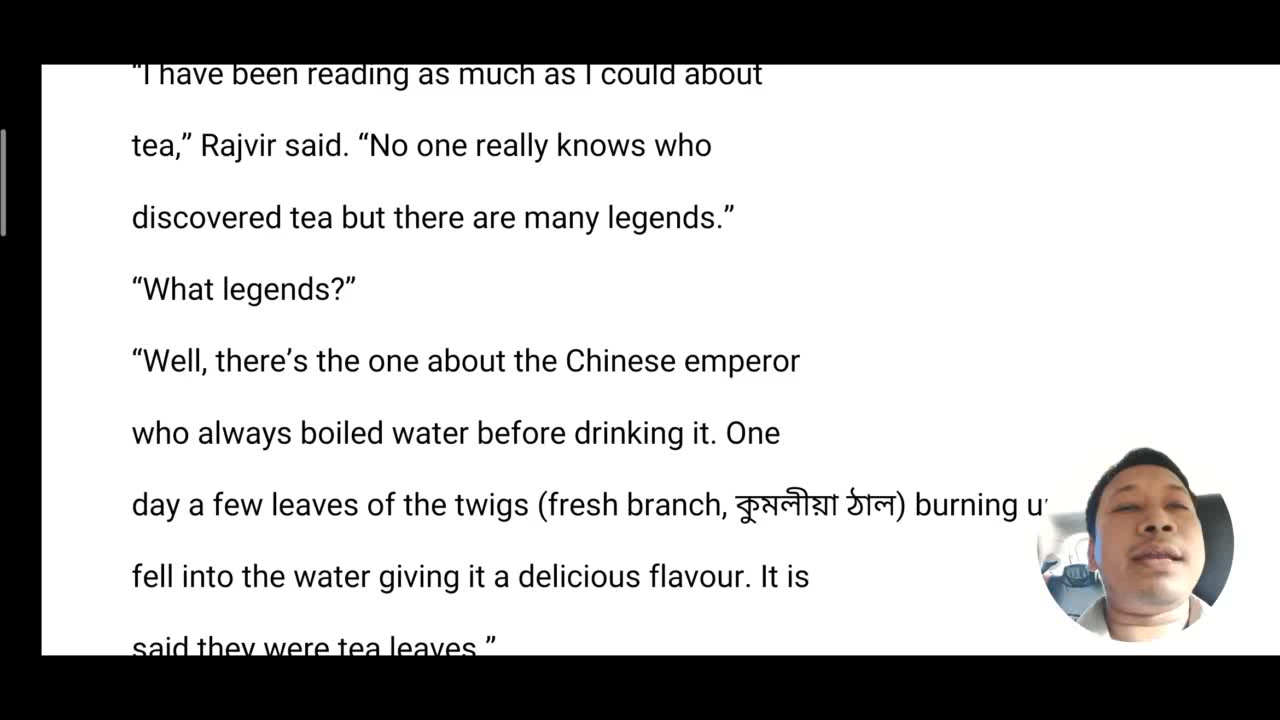 “I have been reading as much as I could about
tea,” Rajvir said. “No one really knows who
discovered tea but there are many legends.”
“What legends?”
“Well, there’s the one about the Chinese emperor
who always boiled water before drinking it. One
day a few leaves of the twigs (fresh branch, কুমলীয়া ঠাল) burning
fell into the water giving it a delicious flavour. It is
said they were tea leaves.”